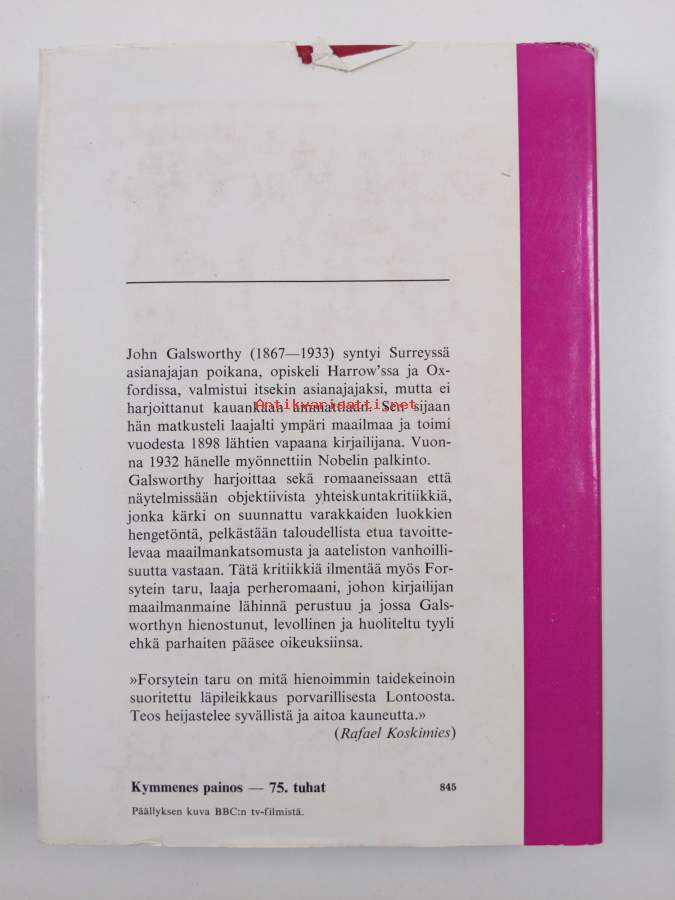 John Galsworthy (1867—1933) syntyi Surreyssä
asianajajan poikana, opiskeli Harrow'ssa ja Ox-
fordissa, valmistui itsekin asianajajaksi, mutta ei
harjoittanut kauankaan ammattiaan. Sen sijaan
Antikvariaatti.net
hän matkusteli laajalti ympäri maailmaa ja toimi
vuodesta 1898 lähtien vapaana kirjailijana. Vuon-
na 1932 hänelle myönnettiin Nobelin palkinto.
Galsworthy harjoittaa sekä romaaneissaan että
näytelmissään objektiivista yhteiskuntakritiikkiä,
jonka kärki on suunnattu varakkaiden luokkien
hengetöntä, pelkästään taloudellista etua tavoitte-
levaa maailmankatsomusta ja aateliston vanhoilli-
suutta vastaan. Tätä kritiikkiä ilmentää myös For-
sytein taru, laaja perheromaani, johon kirjailijan
maailmanmaine lähinnä perustuu ja jossa Gals-
worthyn hienostunut, levollinen ja huoliteltu tyyli
ehkä parhaiten pääsee oikeuksiinsa.
»Forsytein taru on mitä hienoimmin taidekeinoin
suoritettu läpileikkaus porvarillisesta Lontoosta.
Teos heijastelee syvällistä ja aitoa kauneutta.»
(Rafael Koskimies)
Kymmenes painos — 75. tuhat 845
Päällyksen kuva BBC:n tv-filmistä.